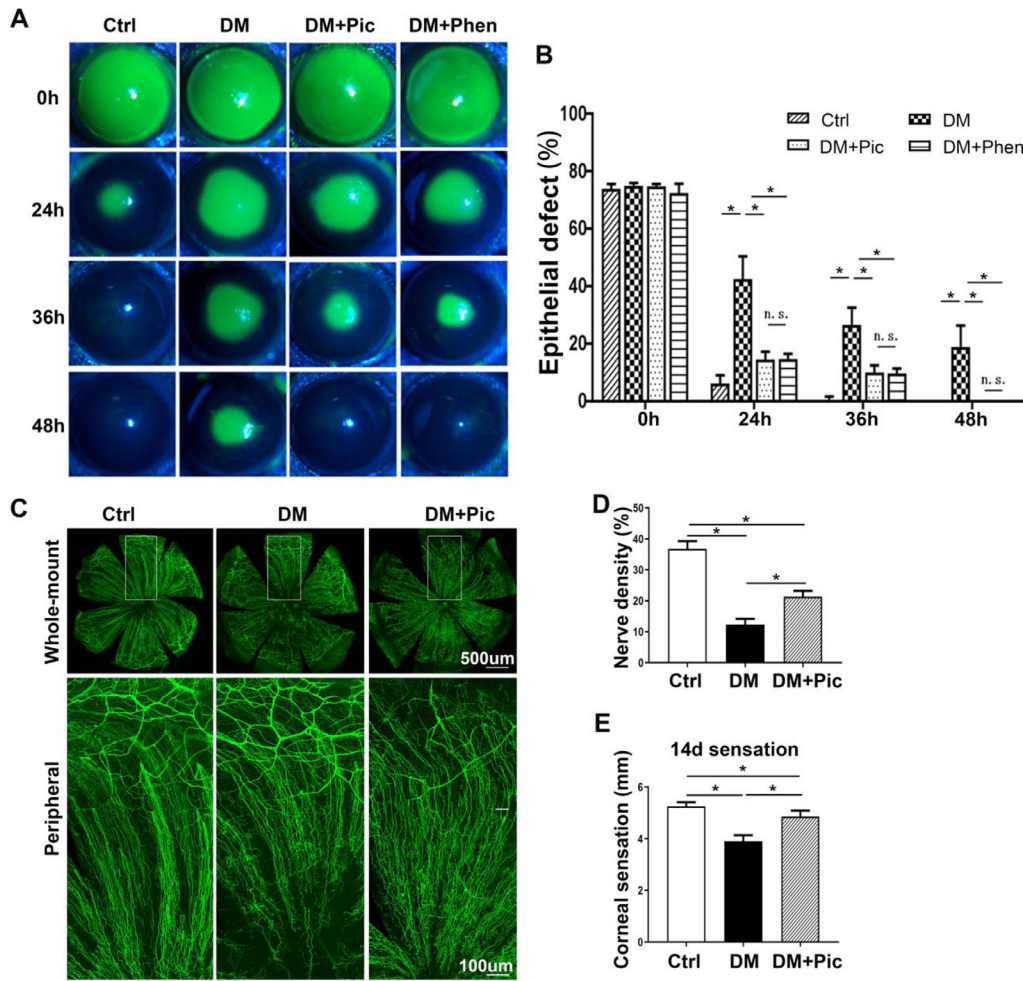 A
Ctrl DM DM+Pic DM+Phen
0h
24h
36h
48h
B
Epithelial defect (%)
100
80
60
40
20
0
Ctrl DM
DM+Pic DM+Phen
* * *
n. s.
* * *
n. s.
* * *
n. s.
0h 24h 36h 48h
C
Ctrl DM DM+Pic
Whole-mount
500um
Peripheral
100um
D
Nerve density (%)
50
40
30
20
10
0
*
*
*
Ctrl DM DM+Pic
E
14d sensation
Corneal sensation (mm)
6
4
2
0
*
* *
Ctrl DM DM+Pic